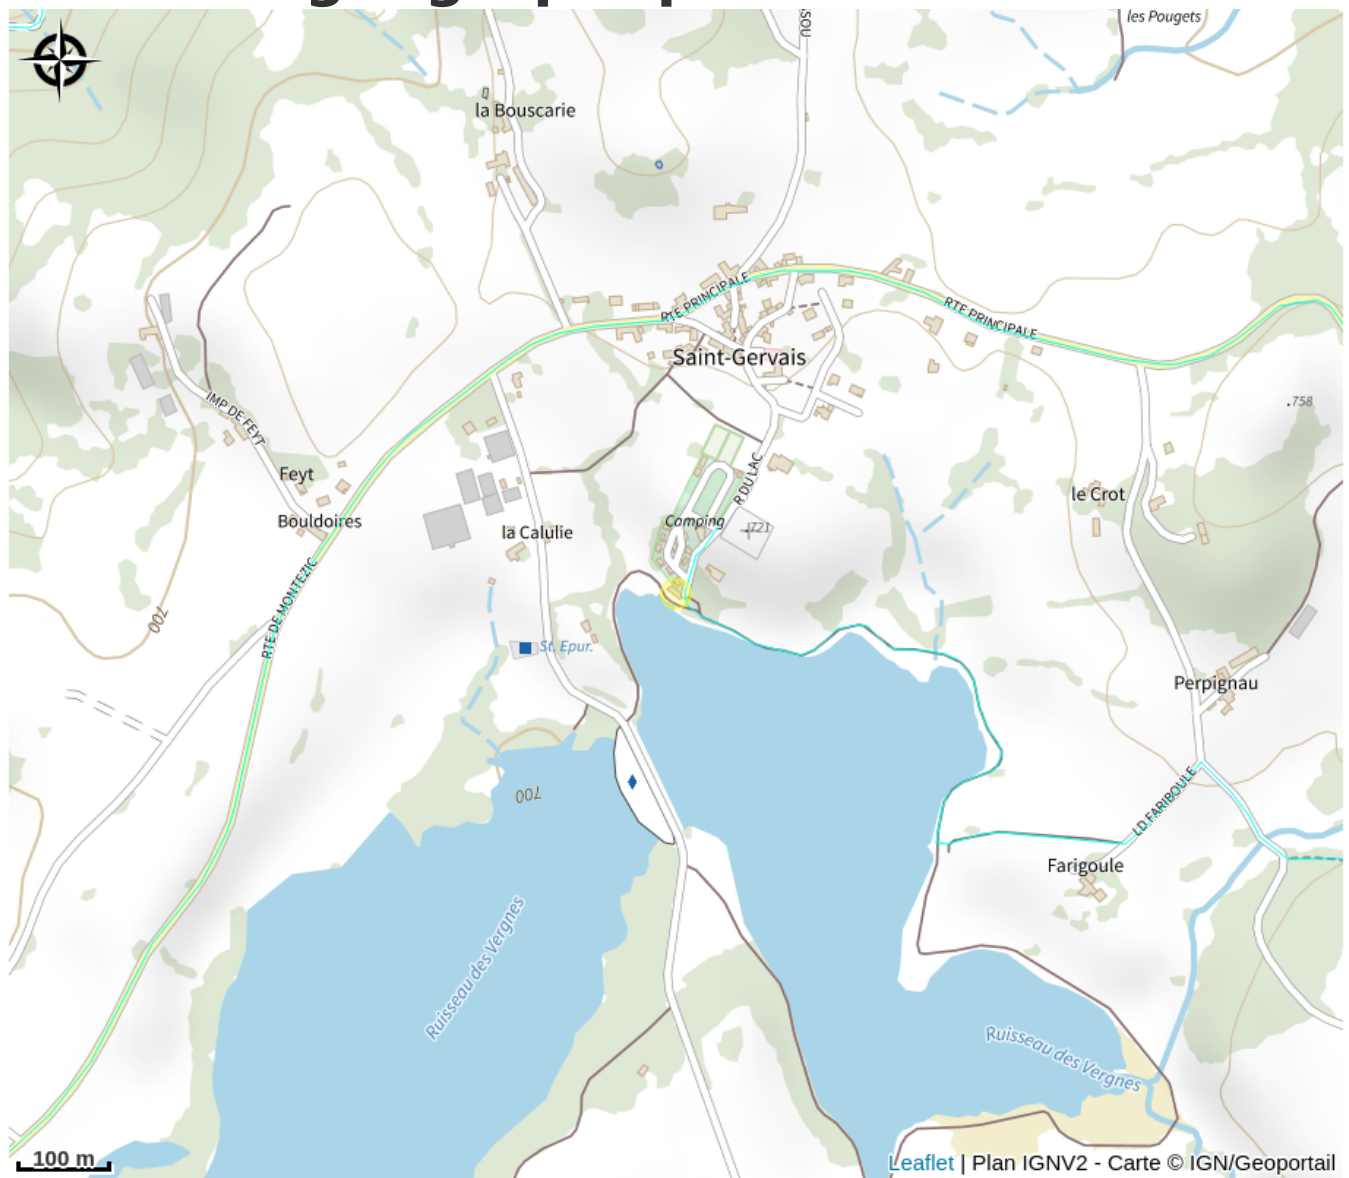 les Pougets
SOU
la Bouscarie
RTE PRINCIPALE
RTE PRINCIPALE
Saint-Gervais
758
IMP DE FEYT
Feyt
R DU LAC
le Crot
Bouldoires
Camping
721
la Calulie
RTE DE MONTEZIC
700
St. Epur.
Perpignau
700
LD FARIBOULE
Farigoule
Ruisseau des Vergnes
Ruisseau des Vergnes
100 m
Leaflet | Plan IGNV2 - Carte © IGN/Geoportail